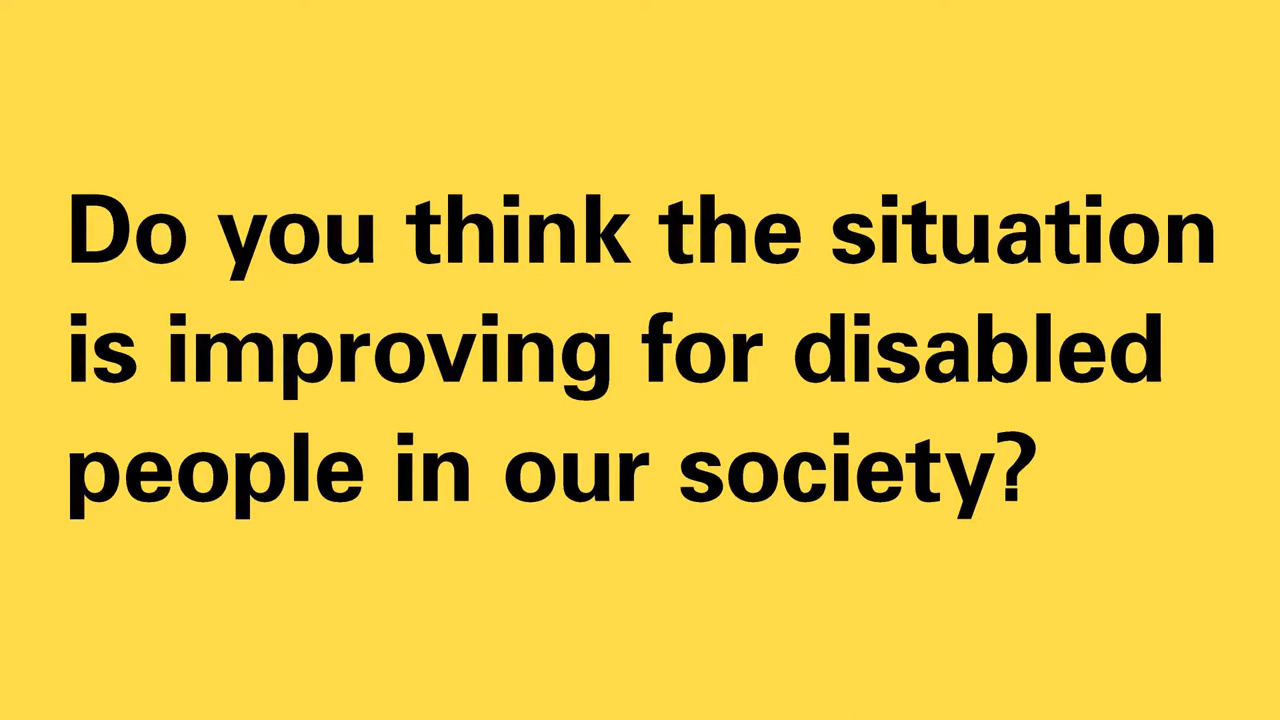 Do you think the situation
is improving for disabled
people in our society?